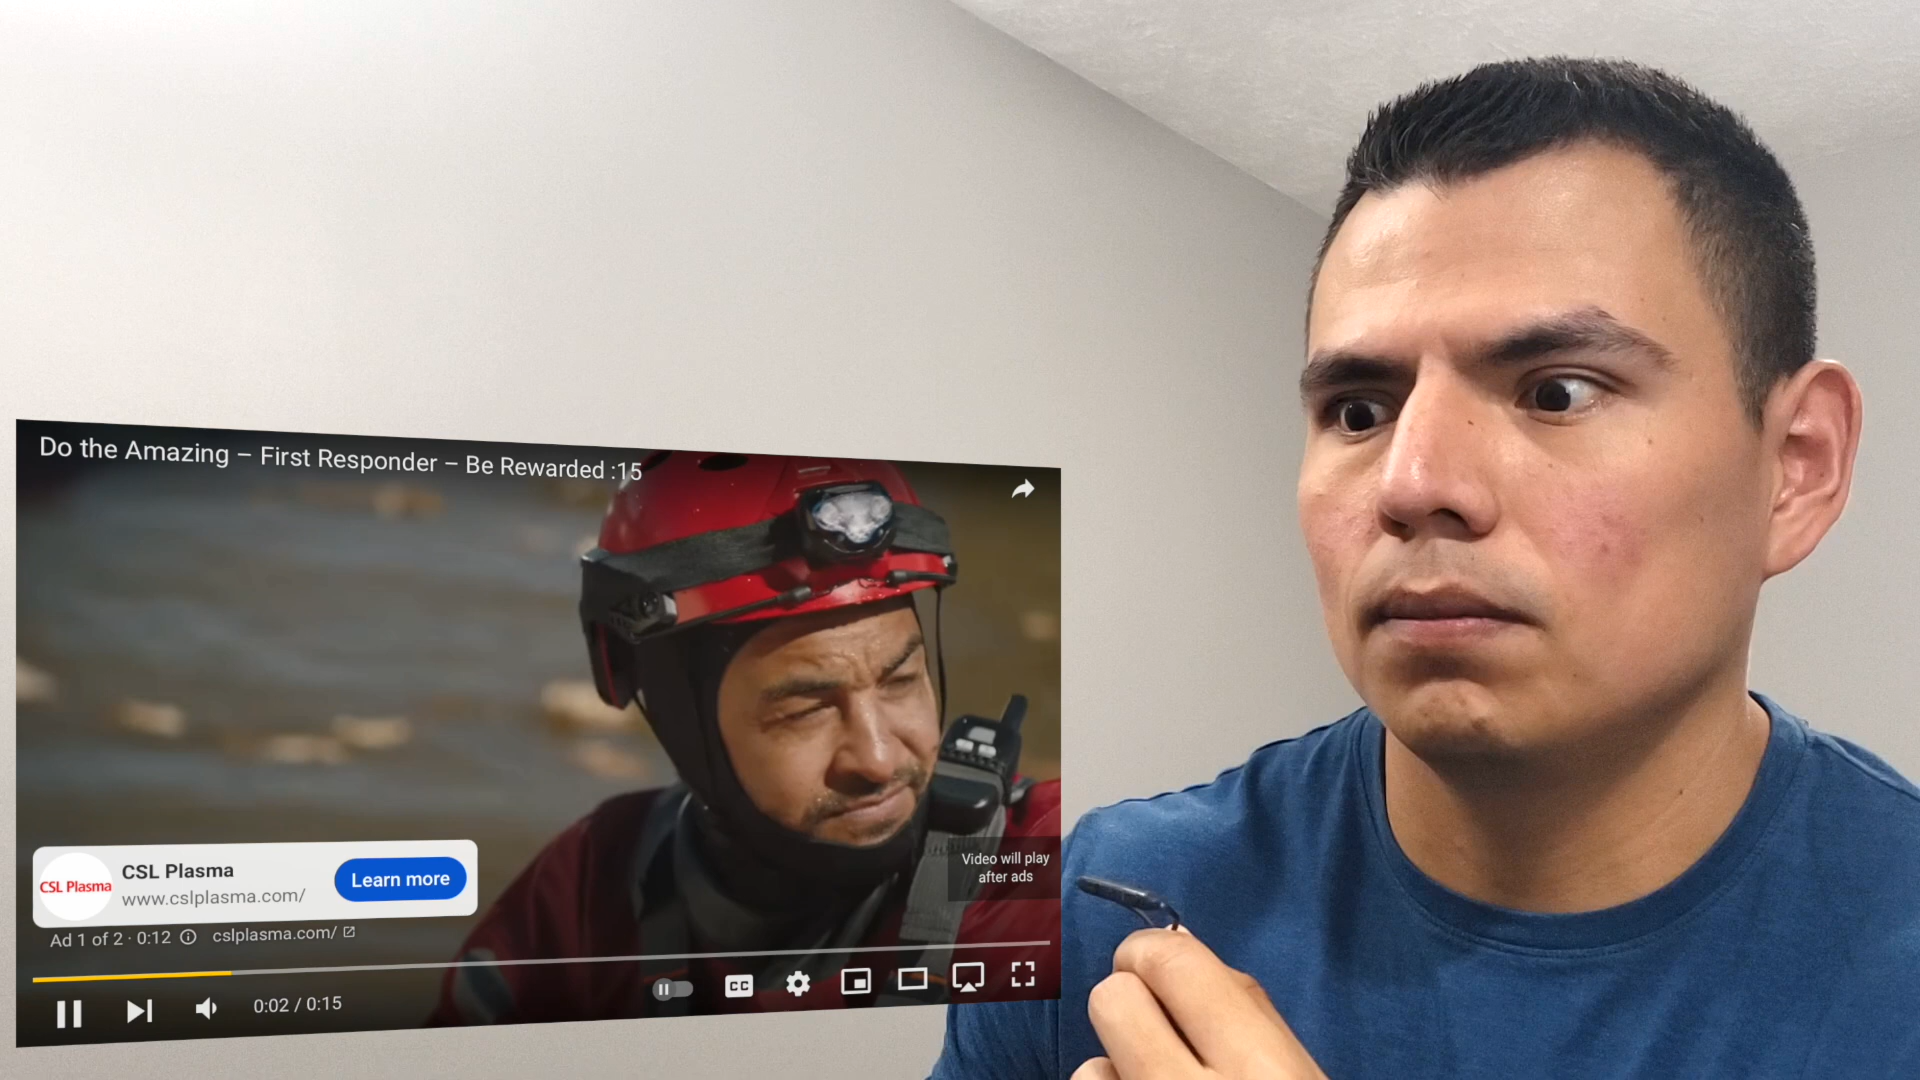 Do the Amazing – First Responder – Be Rewarded :15
CSL Plasma
CSL Plasma
www.cslplasma.com/
Learn more
Video will play
after ads
Ad 1 of 2 · 0:12
cslplasma.com/
CC
0:02 / 0:15